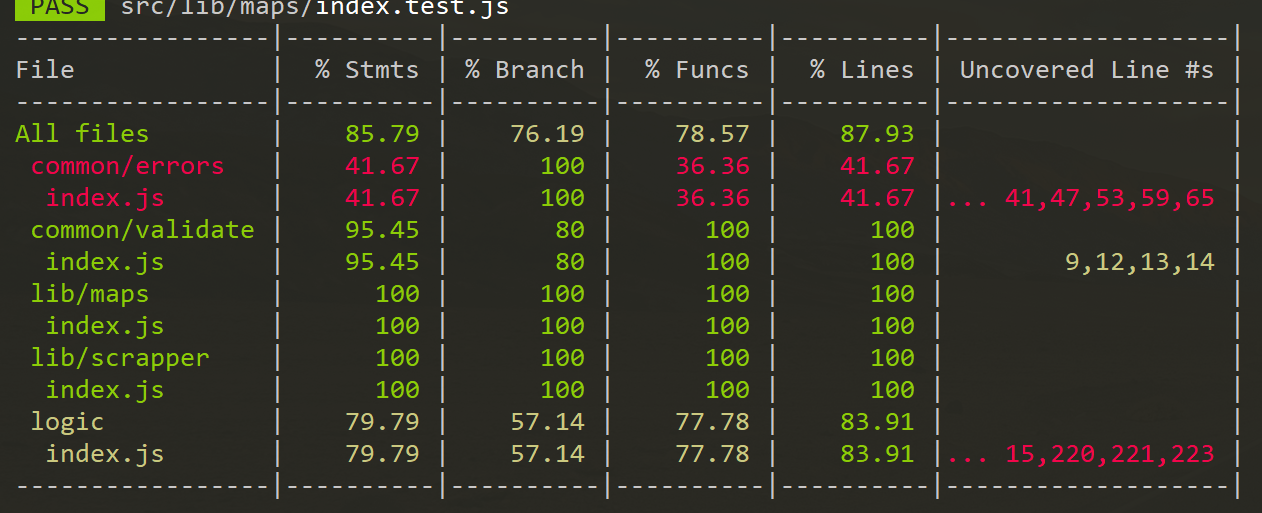 PASS src/lib/maps/index.test.js
-----------------|----------|----------|----------|----------|-------------------|
File             |  % Stmts | % Branch |  % Funcs |  % Lines | Uncovered Line #s |
-----------------|----------|----------|----------|----------|-------------------|
All files        |    85.79 |    76.19 |    78.57 |    87.93 |                   |
 common/errors   |    41.67 |      100 |    36.36 |    41.67 |                   |
  index.js       |    41.67 |      100 |    36.36 |    41.67 |... 41,47,53,59,65 |
 common/validate |    95.45 |       80 |      100 |      100 |                   |
  index.js       |    95.45 |       80 |      100 |      100 |        9,12,13,14 |
 lib/maps        |      100 |      100 |      100 |      100 |                   |
  index.js       |      100 |      100 |      100 |      100 |                   |
 lib/scrapper    |      100 |      100 |      100 |      100 |                   |
  index.js       |      100 |      100 |      100 |      100 |                   |
 logic           |    79.79 |    57.14 |    77.78 |    83.91 |                   |
  index.js       |    79.79 |    57.14 |    77.78 |    83.91 |... 15,220,221,223 |
-----------------|----------|----------|----------|----------|-------------------|